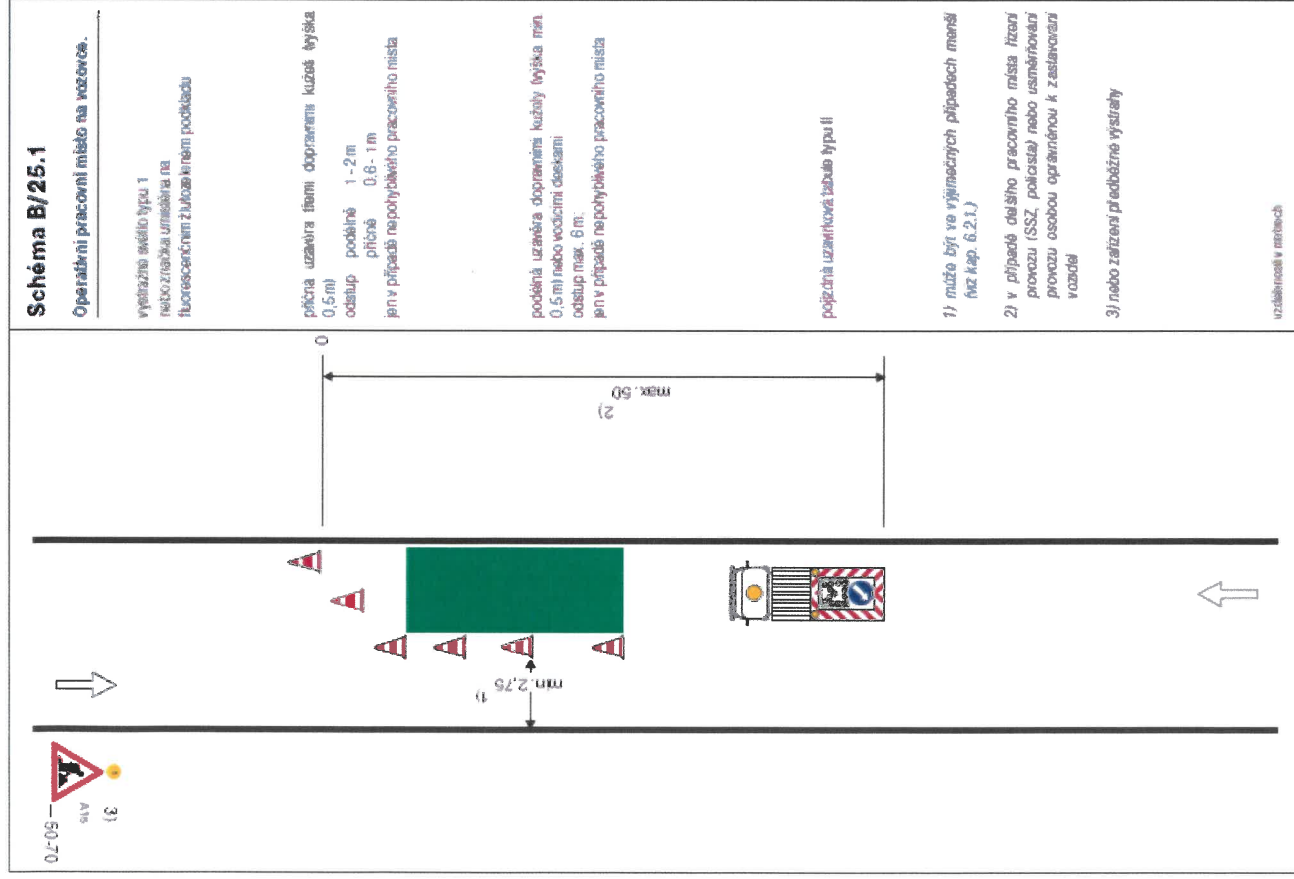 Schéma B/25.1
Operativní pracovní místo na vozovce.
výstražné světlo typu 1
nebo značka umístěna na
fluorescenčním žlutozeleném podkladu
příčná uzávěra třemi dopravními kužely (výška
0,5 m)
odstup podélně 1 - 2 m
příčně 0,6 - 1 m
jen v případě nepohyblivého pracovního místa
podélná uzávěra dopravními kužely (výška min.
0,5 m) nebo vodicími deskami
odstup max. 6 m;
jen v případě nepohyblivého pracovního místa
pojízdná uzavírková tabule typu II
1) může být ve výjimečných případech menší
(viz kap. 6.2.1.)
2) v případě delšího pracovního místa řízení
provozu (SSZ, policista) nebo usměrňování
provozu osobou oprávněnou k zastavování
vozidel
3) nebo zařízení předběžné výstrahy
vzdálenosti v metrech
50-70
A15
3)
0
max. 50
2)
min. 2,75
1)